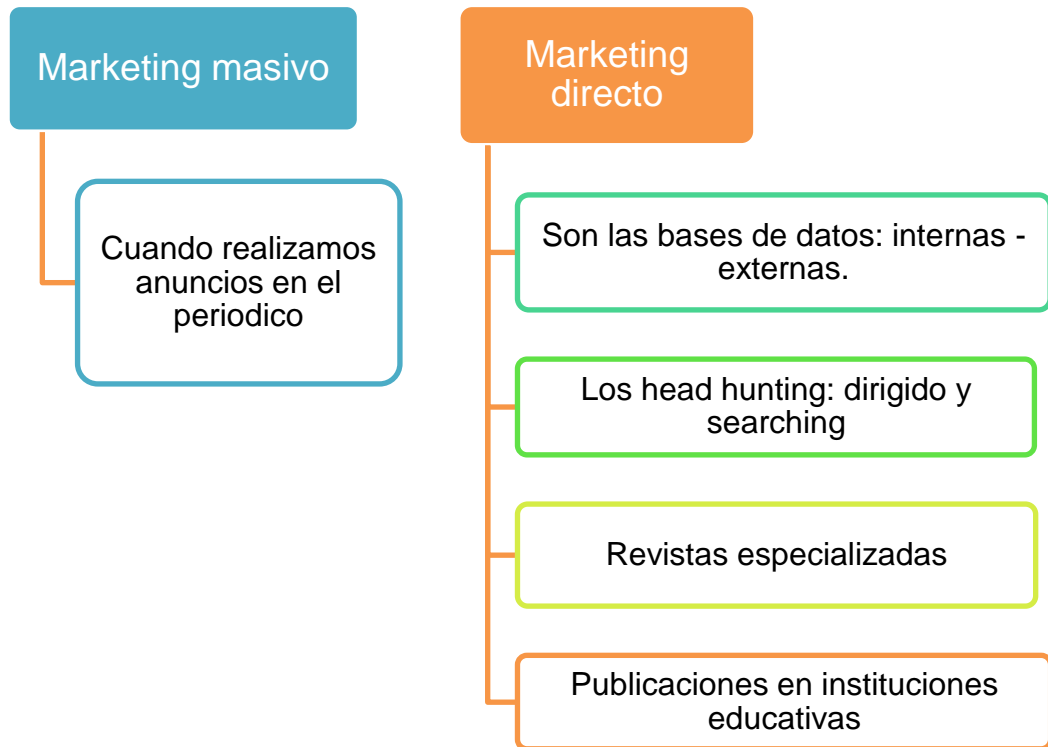 Marketing masivo
Cuando realizamos
anuncios en el
periodico
Marketing
directo
Son las bases de datos: internas -
externas.
Los head hunting: dirigido y
searching
Revistas especializadas
Publicaciones en instituciones
educativas